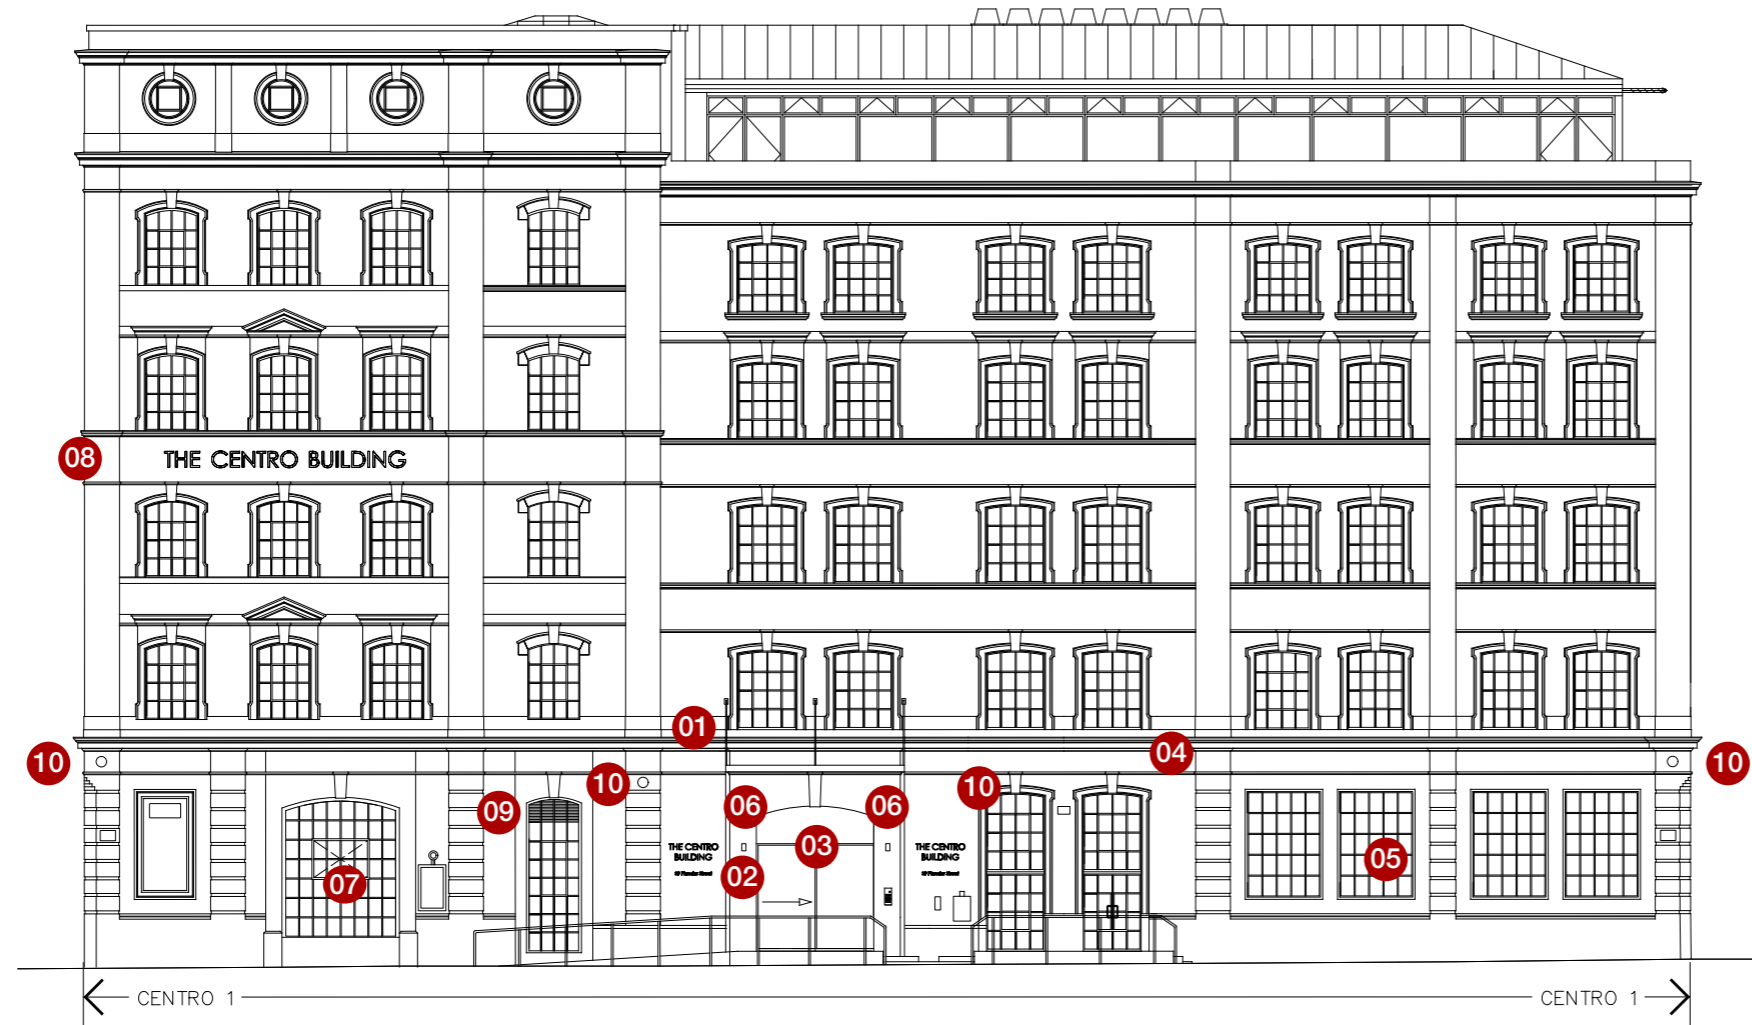 08
THE CENTRO BUILDING
01
04
10
10
10
10
09
06
06
THE CENTRO
BUILDING
THE CENTRO
BUILDING
03
05
02
07
CENTRO 1
CENTRO 1